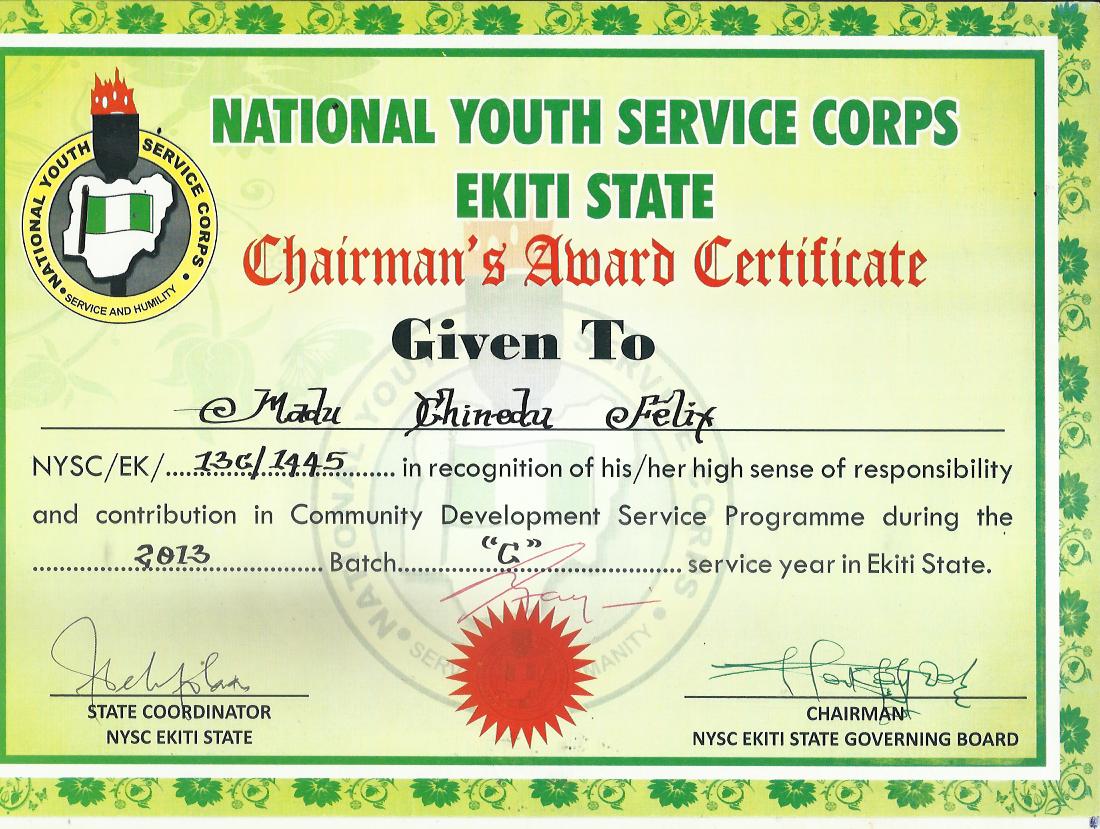 NATIONAL YOUTH SERVICE CORPS
SERVICE AND HUMILITY
NATIONAL YOUTH SERVICE CORPS
EKITI STATE
Chairman's Award Certificate
Given To
Madu Chinedu Felix
NYSC/EK/....13C/1445.... in recognition of his/her high sense of responsibility
and contribution in Community Development Service Programme during the
....2013.... Batch...."C".... service year in Ekiti State.
STATE COORDINATOR
NYSC EKITI STATE
CHAIRMAN
NYSC EKITI STATE GOVERNING BOARD